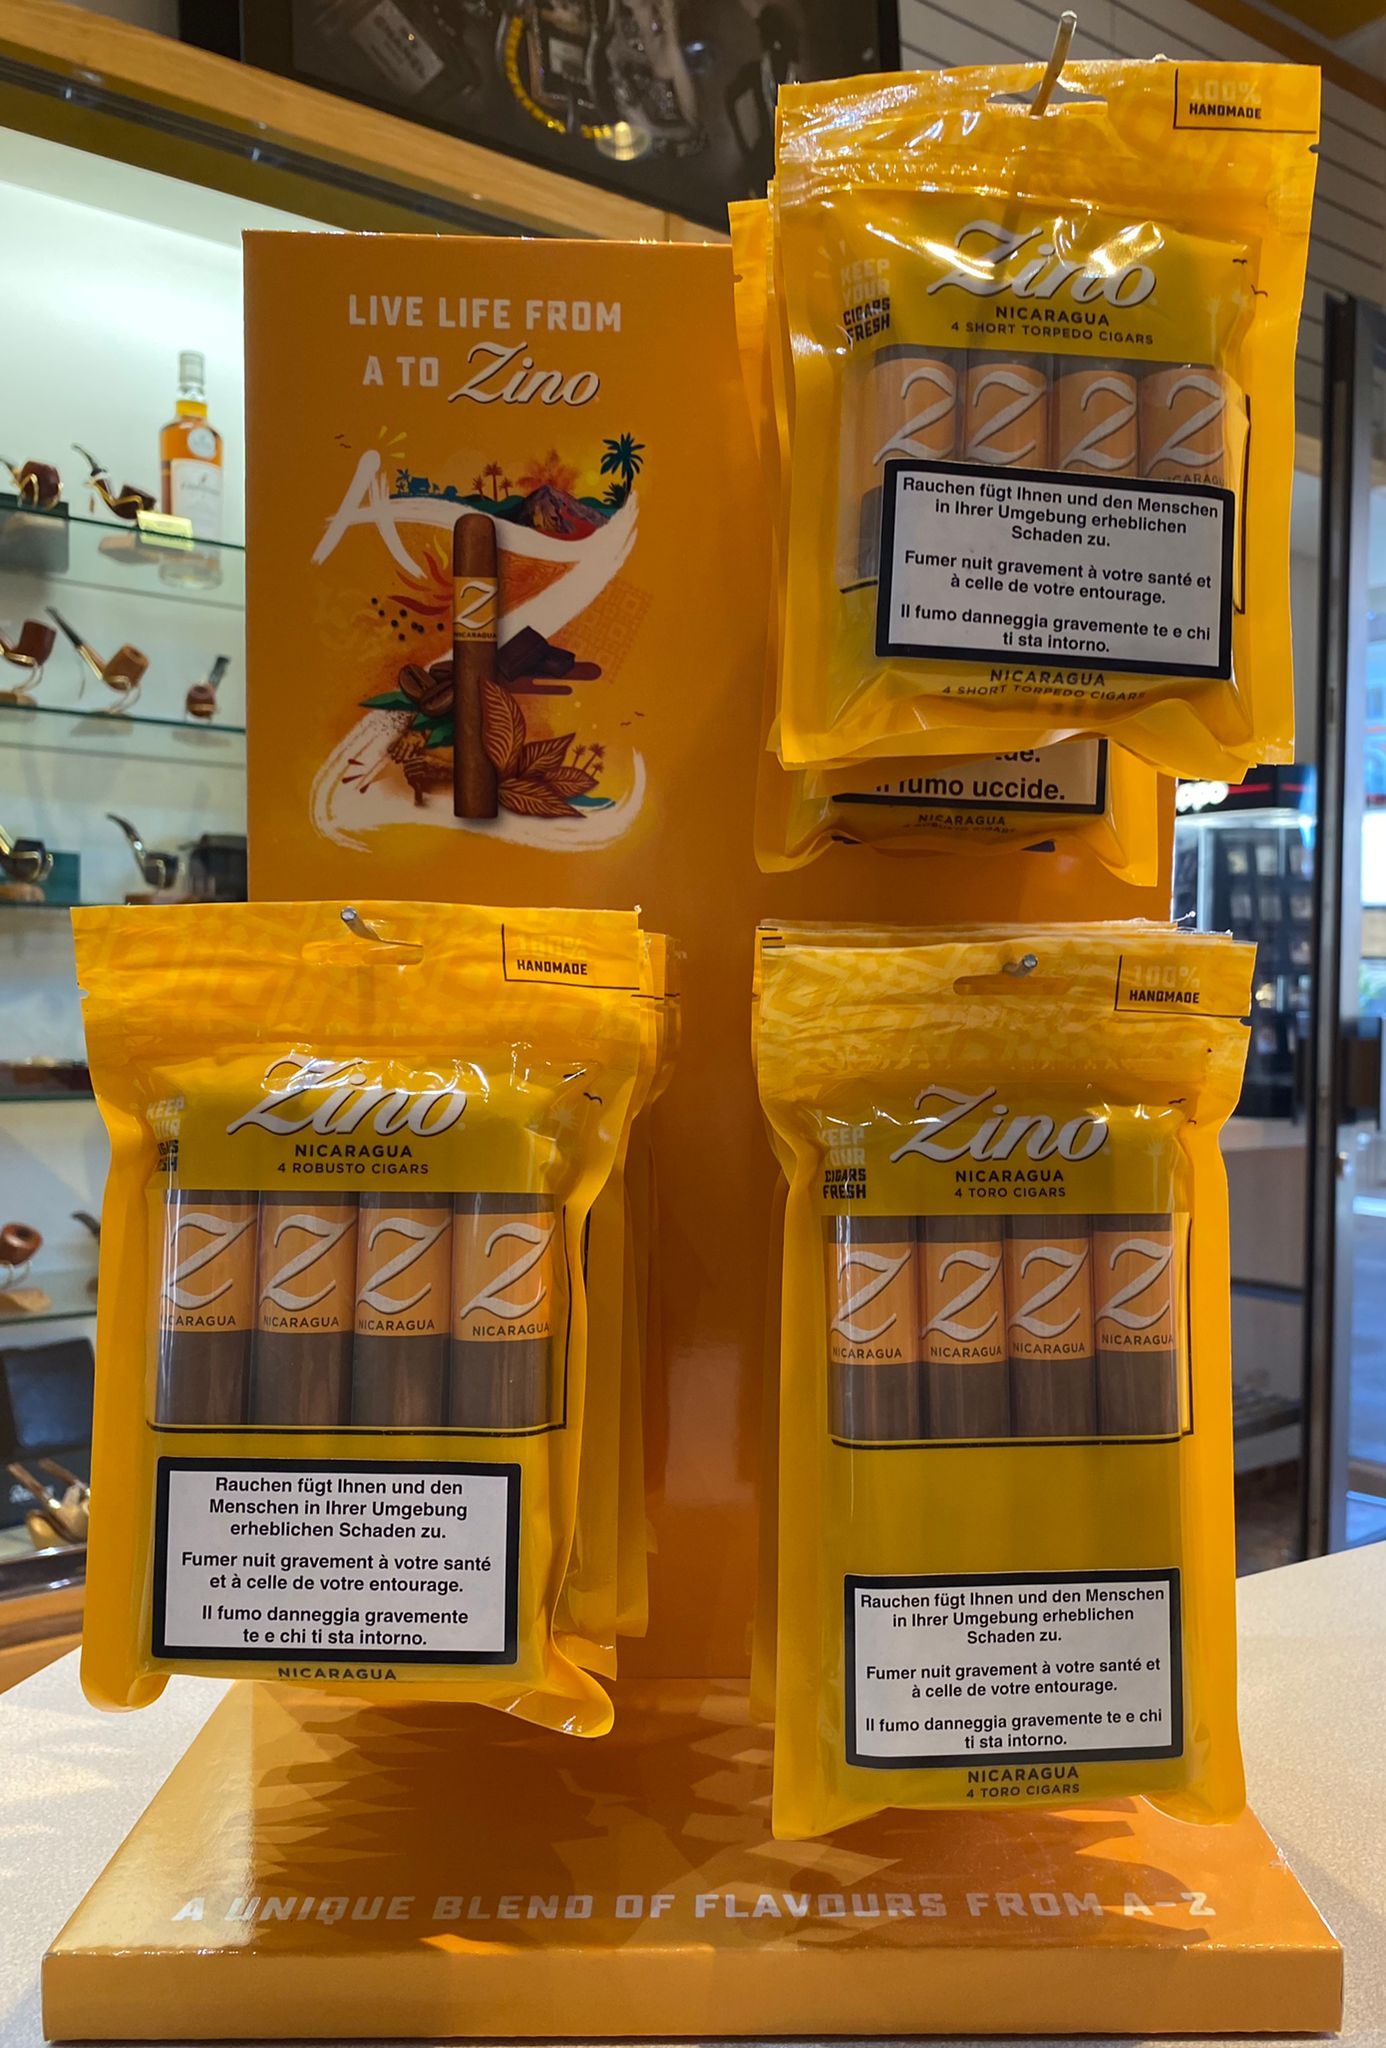 LIVE LIFE FROM
A TO Zino
A
Z
NICARAGUA
100%
HANDMADE
KEEP
YOUR
CIGARS
FRESH
Zino
NICARAGUA
4 SHORT TORPEDO CIGARS
Z Z Z Z
Rauchen fügt Ihnen und den Menschen
in Ihrer Umgebung erheblichen
Schaden zu.
Fumer nuit gravement à votre santé et
à celle de votre entourage.
Il fumo danneggia gravemente te e chi
ti sta intorno.
NICARAGUA
4 SHORT TORPEDO CIGARS
fumo uccide.
NICARAGUA
4 ROBUSTO CIGARS
100%
HANDMADE
KEEP
Zino
NICARAGUA
4 ROBUSTO CIGARS
Z Z Z Z
NICARAGUA NICARAGUA NICARAGUA
Rauchen fügt Ihnen und den
Menschen in Ihrer Umgebung
erheblichen Schaden zu.
Fumer nuit gravement à votre santé
et à celle de votre entourage.
Il fumo danneggia gravemente
te e chi ti sta intorno.
NICARAGUA
100%
HANDMADE
KEEP
CIGARS
FRESH
Zino
NICARAGUA
4 TORO CIGARS
Z Z Z Z
NICARAGUA NICARAGUA NICARAGUA NICARAGUA
Rauchen fügt Ihnen und den Menschen
in Ihrer Umgebung erheblichen
Schaden zu.
Fumer nuit gravement à votre santé et
à celle de votre entourage.
Il fumo danneggia gravemente te e chi
ti sta intorno.
NICARAGUA
4 TORO CIGARS
A UNIQUE BLEND OF FLAVOURS FROM A-Z